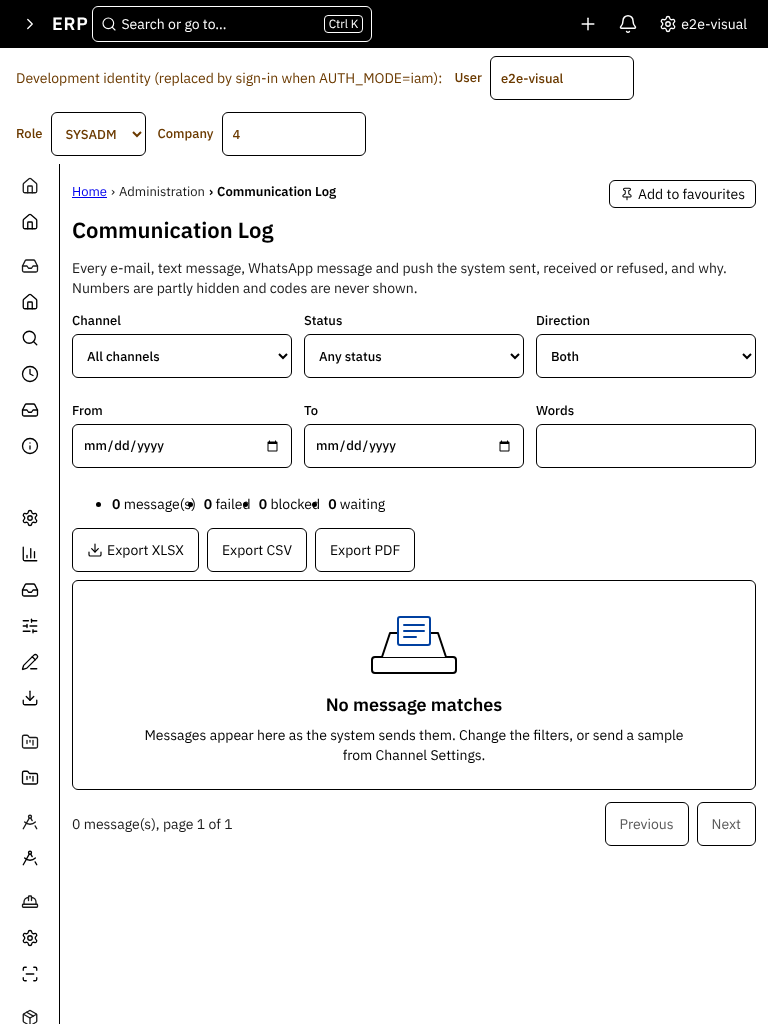 ERP
Search or go to...
Ctrl K
e2e-visual
Development identity (replaced by sign-in when AUTH_MODE=iam): User e2e-visual
Role SYSADM Company 4
Home › Administration › Communication Log
Add to favourites
Communication Log
Every e-mail, text message, WhatsApp message and push the system sent, received or refused, and why.
Numbers are partly hidden and codes are never shown.
Channel Status Direction
All channels Any status Both
From To Words
mm/dd/yyyy mm/dd/yyyy
• 0 message(s) • 0 failed • 0 blocked • 0 waiting
Export XLSX Export CSV Export PDF
No message matches
Messages appear here as the system sends them. Change the filters, or send a sample
from Channel Settings.
0 message(s), page 1 of 1 Previous Next